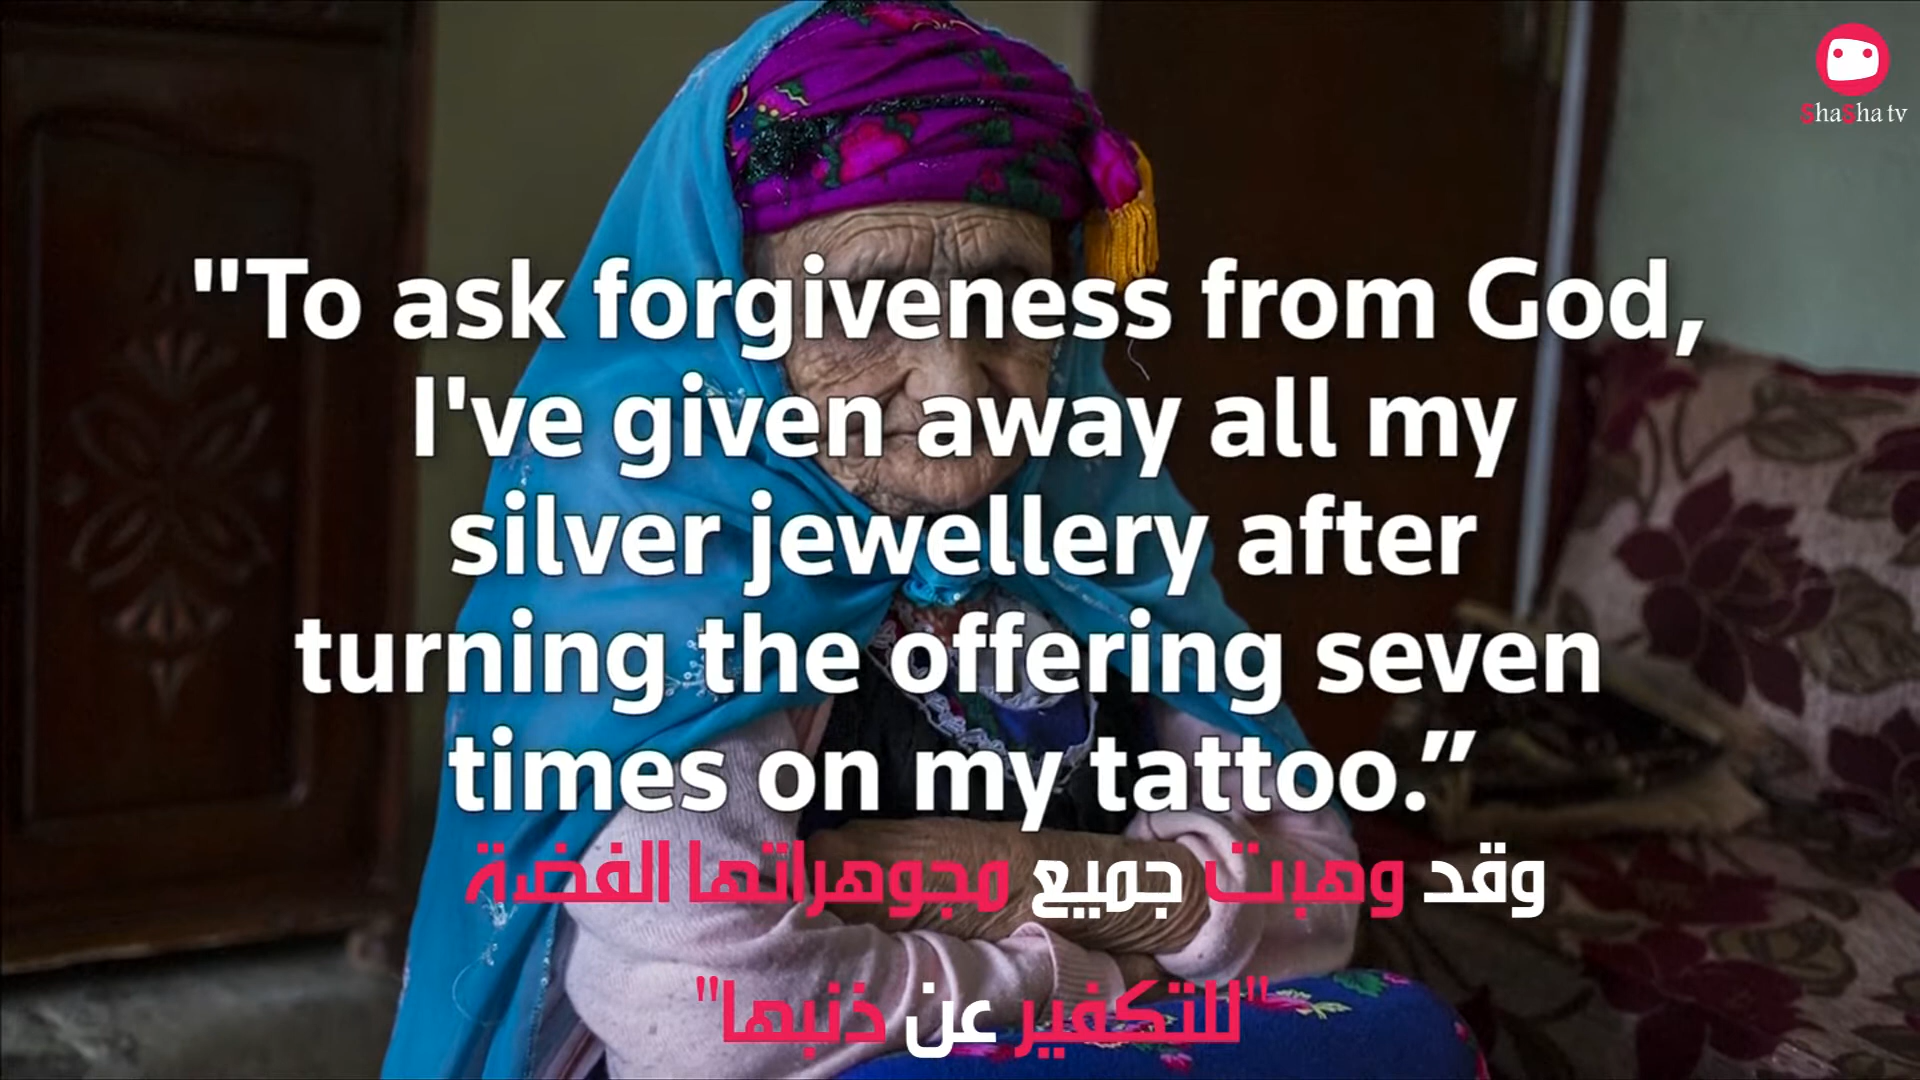 ShaSha tv
"To ask forgiveness from God,
I've given away all my
silver jewellery after
turning the offering seven
times on my tattoo.”
وقد وهبت جميع مجوهراتها الفضة
"للتكفير عن ذنبها"